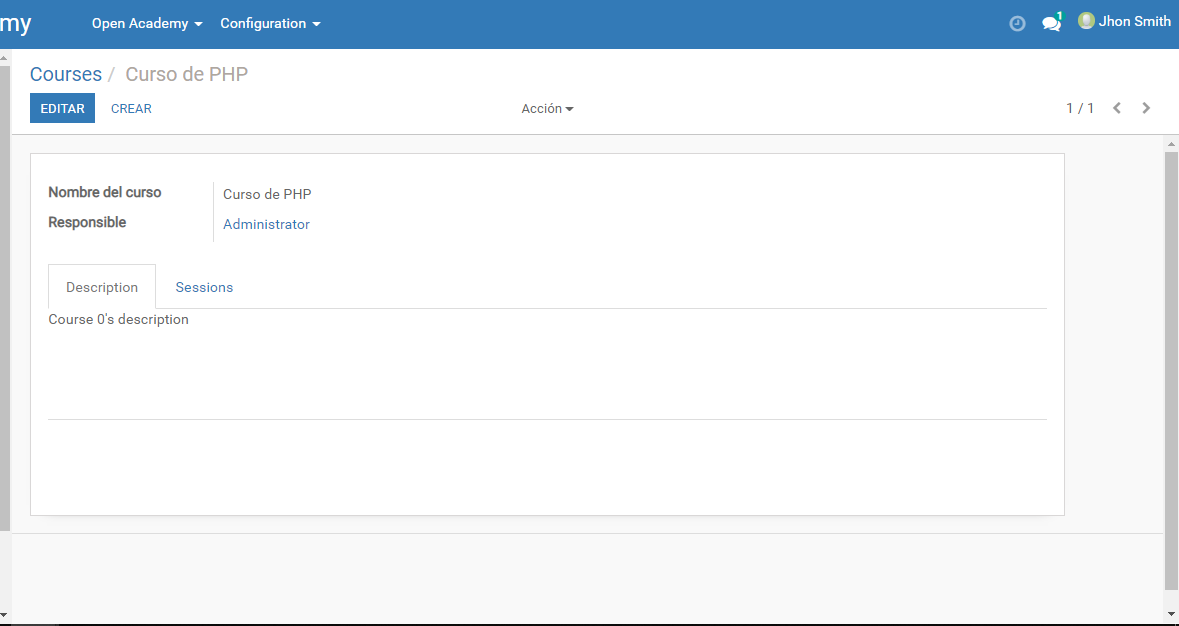 my Open Academy Configuration 1 Jhon Smith
Courses / Curso de PHP
EDITAR CREAR Acción 1 / 1
Nombre del curso Curso de PHP
Responsible Administrator
Description Sessions
Course 0's description